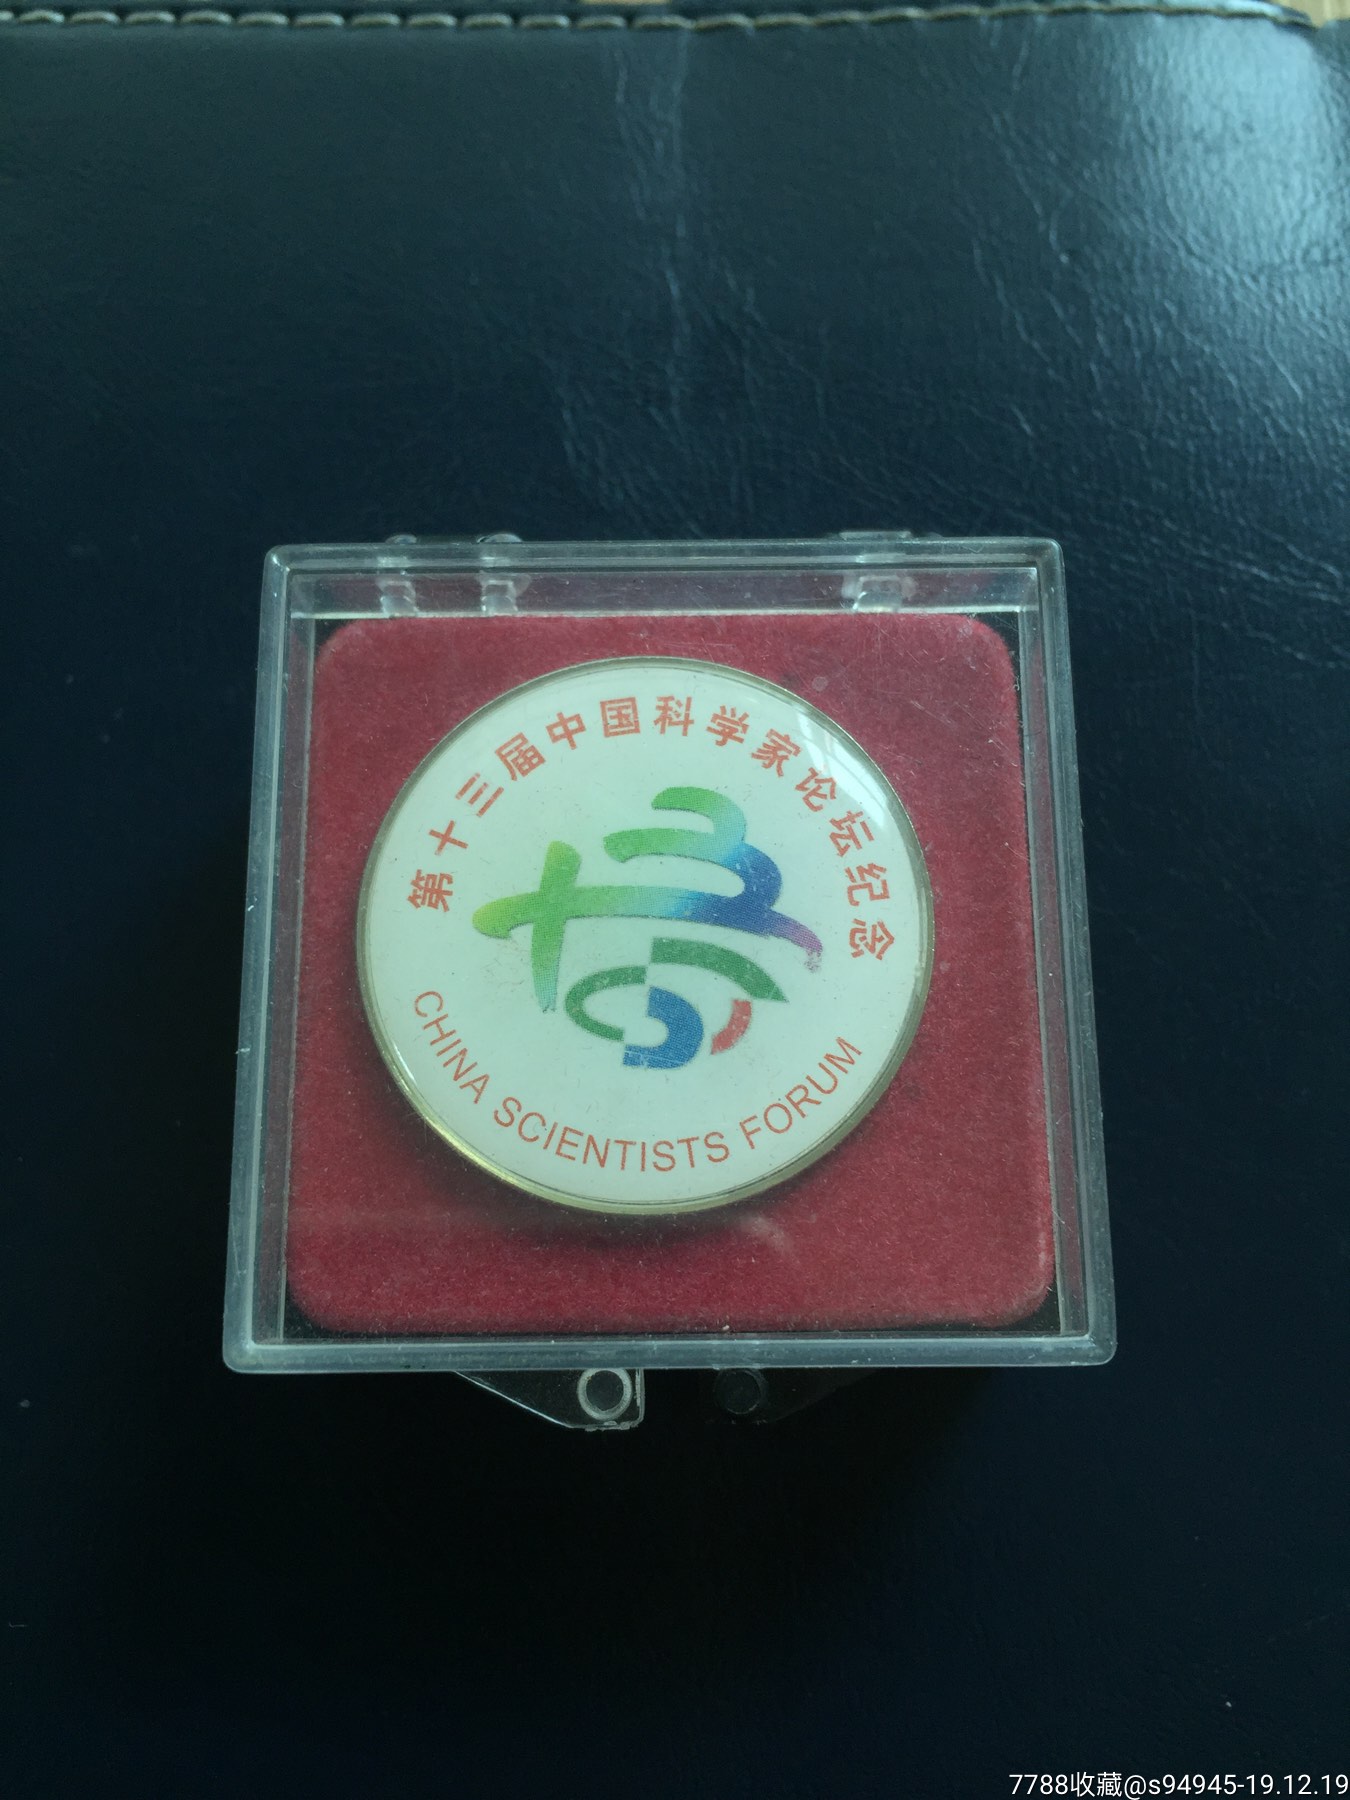 第十三届中国科学家论坛纪念
CHINA SCIENTISTS FORUM
7788收藏@s94945-19.12.19